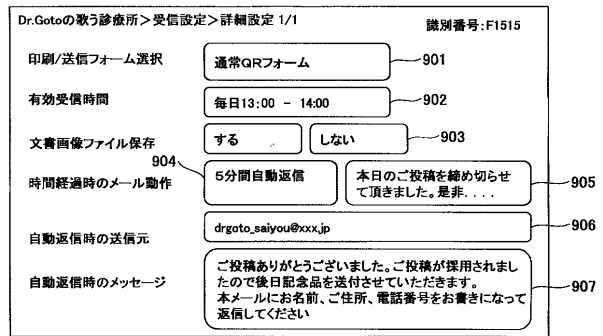 Dr.Gotoの歌う診療所＞受信設定＞詳細設定 1/1
識別番号:F1515
印刷/送信フォーム選択
通常QRフォーム
901
有効受信時間
毎日13:00 － 14:00
902
文書画像ファイル保存
する
しない
903
904
時間経過時のメール動作
5分間自動返信
本日のご投稿を締め切らせ
て頂きました。是非....
905
自動返信時の送信元
drgoto_saiyou@xxx.jp
906
自動返信時のメッセージ
ご投稿ありがとうございました。ご投稿が採用されまし
たので後日記念品を送付させていただきます。
本メールにお名前、ご住所、電話番号をお書きになって
返信してください
907